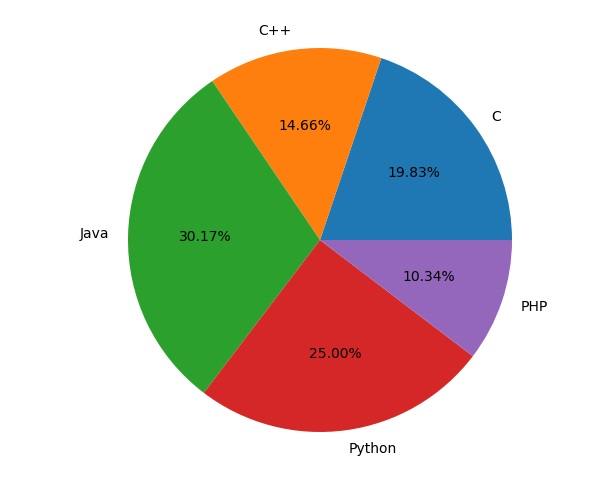 C++
C
14.66%
19.83%
Java
30.17%
10.34%
PHP
25.00%
Python